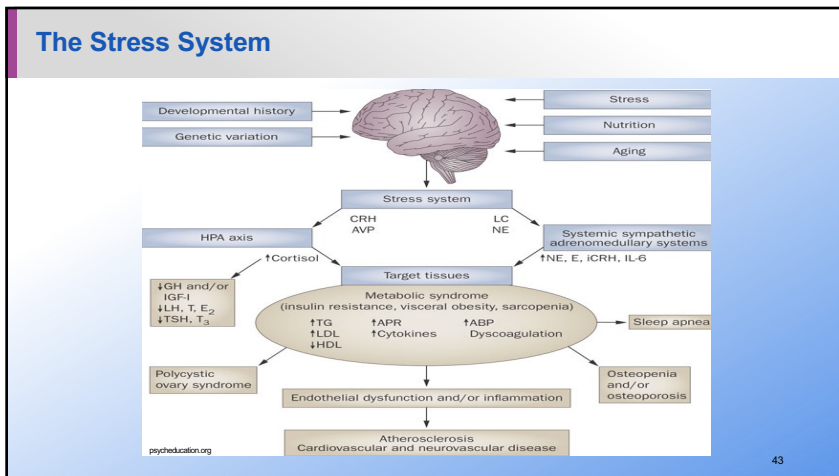 The Stress System
Developmental history
Genetic variation
Stress
Nutrition
Aging
Stress system
CRH
AVP
LC
NE
HPA axis
Systemic sympathetic
adrenomedullary systems
↑Cortisol
↑NE, E, iCRH, IL-6
Target tissues
↓GH and/or
IGF-I
↓LH, T, E₂
↓TSH, T₃
Metabolic syndrome
(insulin resistance, visceral obesity, sarcopenia)
↑TG ↑APR ↑ABP
↑LDL ↑Cytokines Dyscoagulation
↓HDL
Sleep apnea
Polycystic
ovary syndrome
Osteopenia
and/or
osteoporosis
Endothelial dysfunction and/or inflammation
Atherosclerosis
Cardiovascular and neurovascular disease
psycheducation.org
43